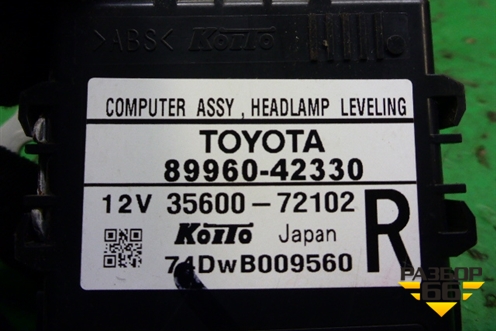 >ABS< KOITO
COMPUTER ASSY , HEADLAMP LEVELING
TOYOTA
89960-42330
12V 35600-72102 R
KOITO Japan
74DwB009560
РАЗБОР
66